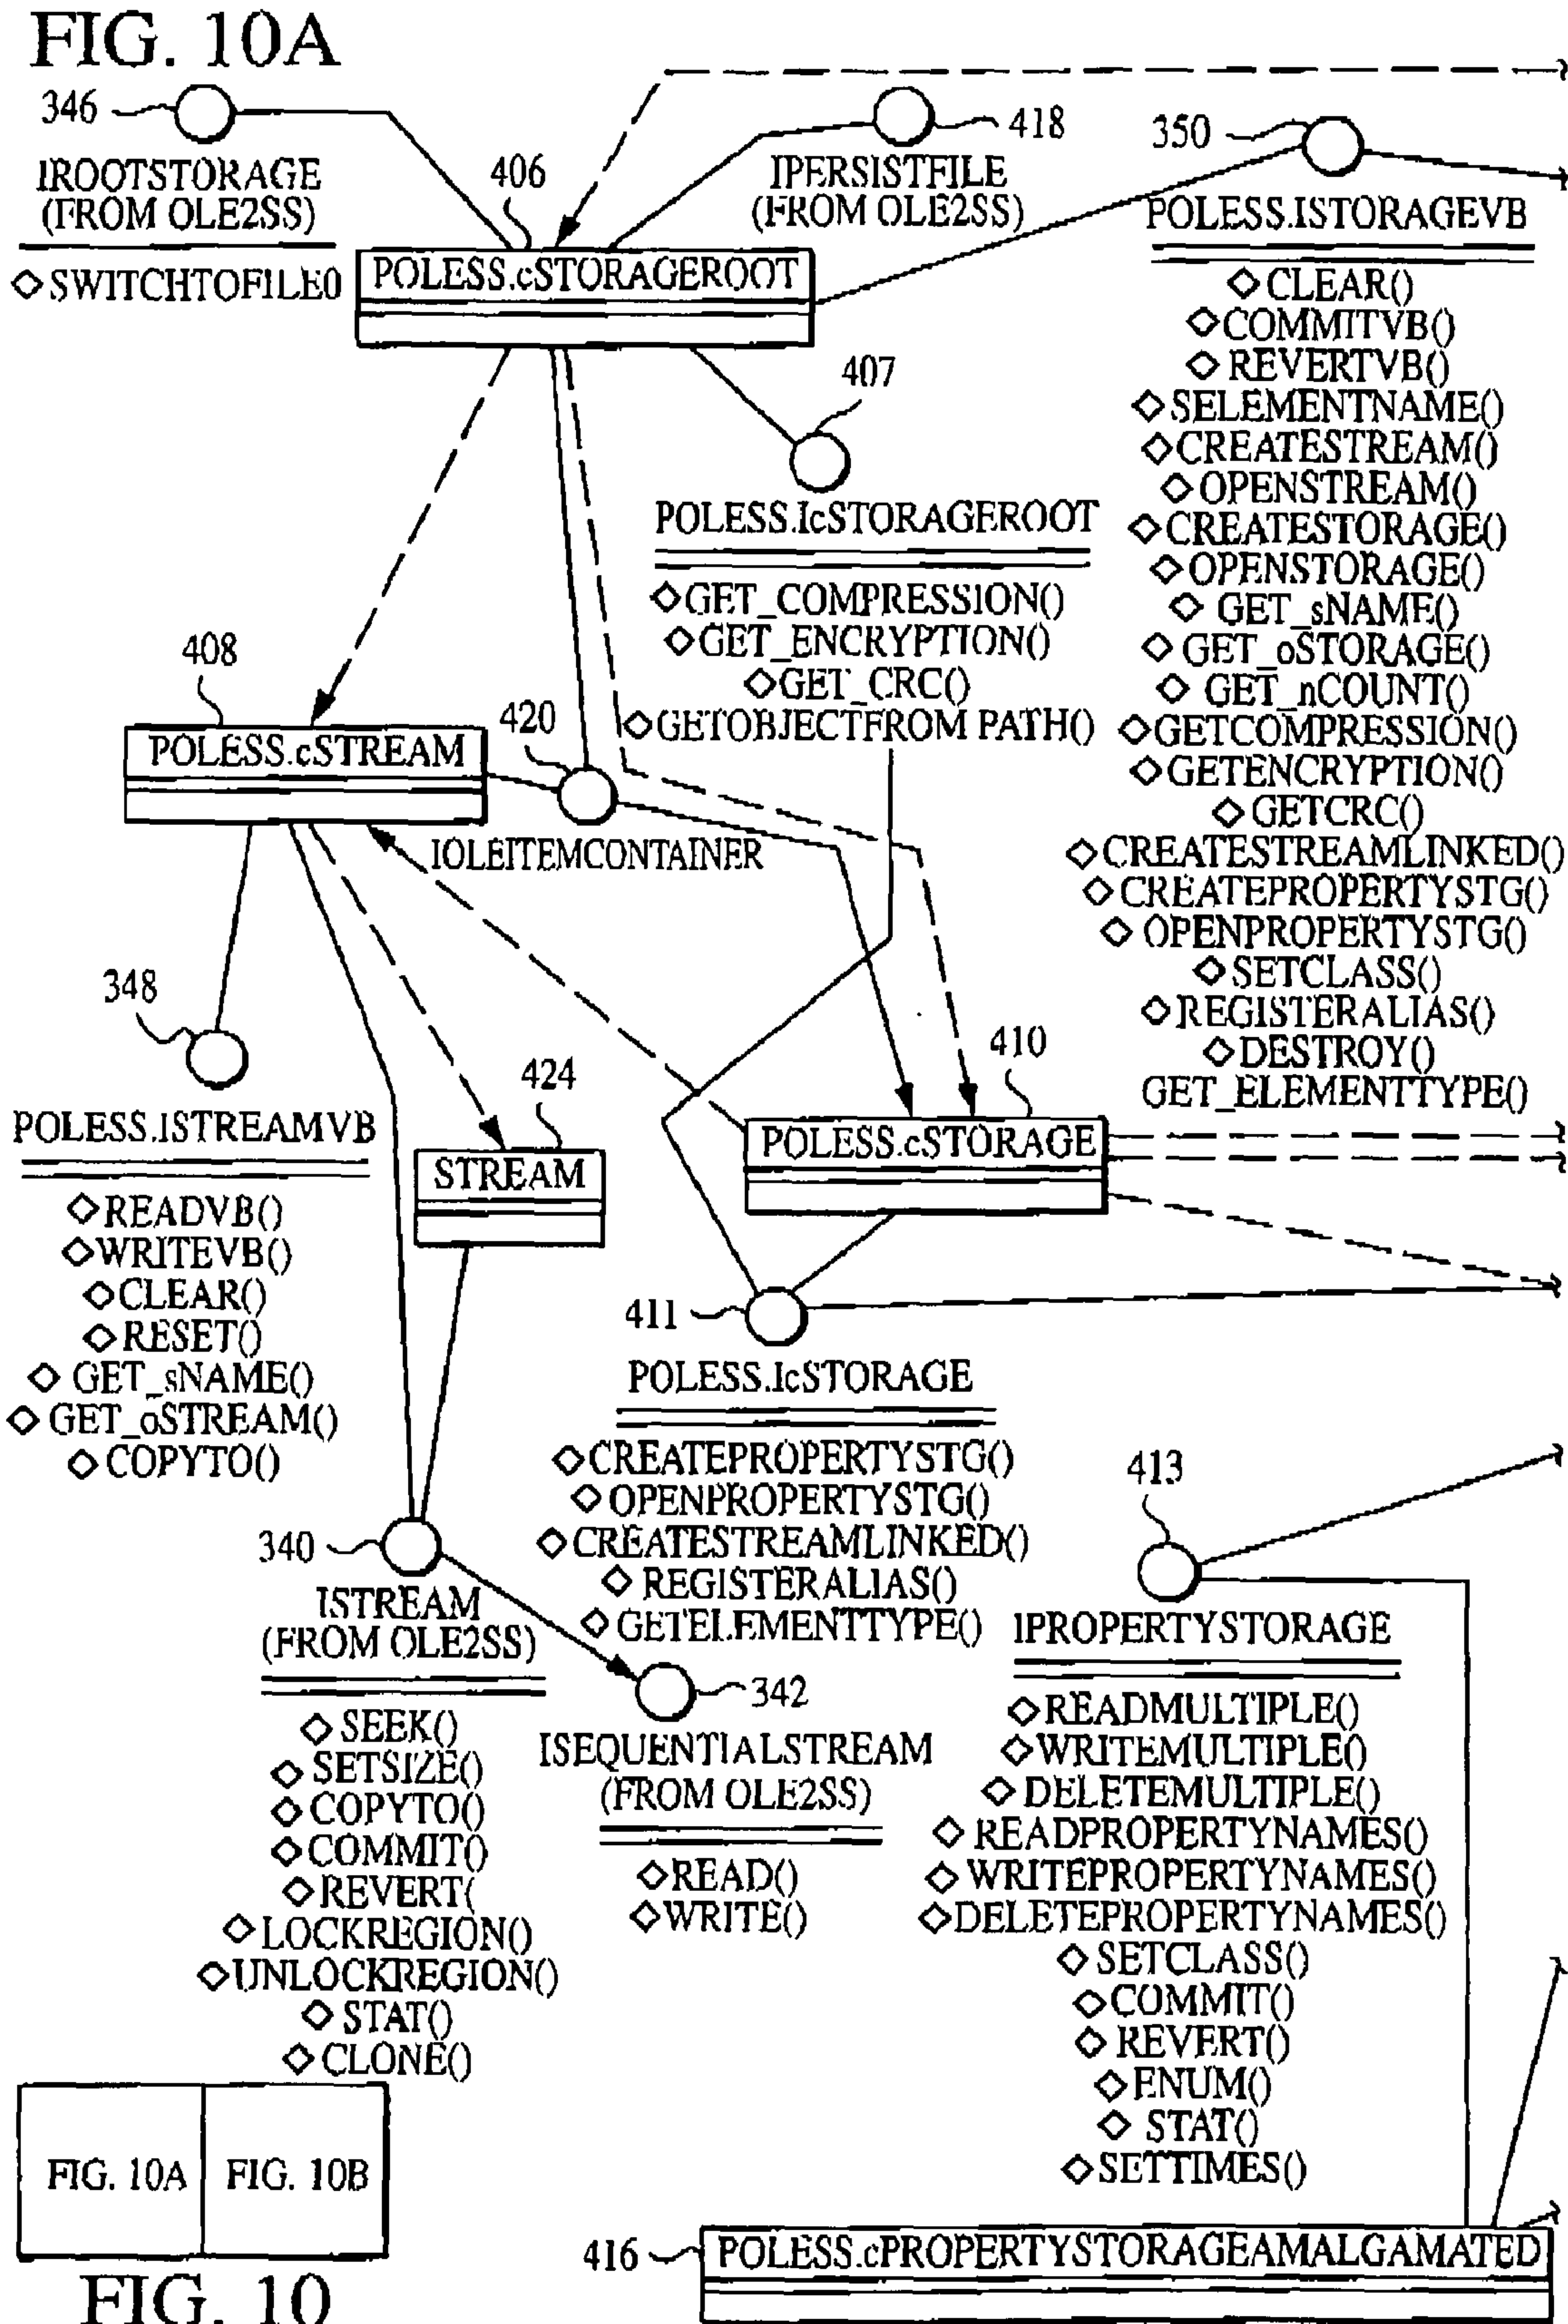 FIG. 10A
346
IROOTSTORAGE
(FROM OLE2SS)
◇SWITCHTOFILE0
406
POLESS.cSTORAGEROOT
418
IPERSISTFILE
(FROM OLE2SS)
350
POLESS.ISTORAGEVB
◇CLEAR()
◇COMMITVB()
◇REVERTVB()
◇SELEMENTNAME()
◇CREATESTREAM()
◇OPENSTREAM()
◇CREATESTORAGE()
◇OPENSTORAGE()
◇ GET_sNAME()
◇ GET_oSTORAGE()
◇ GET_nCOUNT()
◇GETCOMPRESSION()
◇GETENCRYPTION()
◇GETCRC()
◇CREATESTREAMLINKED()
◇CREATEPROPERTYSTG()
◇ OPENPROPERTYSTG()
◇SETCLASS()
◇REGISTERALIAS()
◇DESTROY()
GET_ELEMENTTYPE()
407
POLESS.IcSTORAGEROOT
◇GET_COMPRESSION()
◇GET_ENCRYPTION()
◇GET_CRC()
◇GETOBJECTFROM PATH()
408
POLESS.cSTREAM
420
IOLEITEMCONTAINER
348
POLESS.ISTREAMVB
◇READVB()
◇WRITEVB()
◇CLEAR()
◇RESET()
◇ GET_sNAME()
◇ GET_oSTREAM()
◇ COPYTO()
424
STREAM
410
POLESS.cSTORAGE
411
POLESS.IcSTORAGE
◇CREATEPROPERTYSTG()
◇ OPENPROPERTYSTG()
◇CREATESTREAMLINKED()
◇ REGISTERALIAS()
◇ GETELEMENTTYPE()
340
ISTREAM
(FROM OLE2SS)
◇ SEEK()
◇ SETSIZE()
◇ COPYTO()
◇COMMIT()
◇REVERT(
◇LOCKREGION()
◇UNLOCKREGION()
◇ STAT()
◇ CLONE()
342
ISEQUENTIALSTREAM
(FROM OLE2SS)
◇READ()
◇WRITE()
413
IPROPERTYSTORAGE
◇READMULTIPLE()
◇WRITEMULTIPLE()
◇DELETEMULTIPLE()
◇ READPROPERTYNAMES()
◇ WRITEPROPERTYNAMES()
◇DELETEPROPERTYNAMES()
◇SETCLASS()
◇COMMIT()
◇ REVERT()
◇ENUM()
◇ STAT()
◇SETTIMES()
416
POLESS.cPROPERTYSTORAGEAMALGAMATED
FIG. 10A
FIG. 10B
FIG. 10